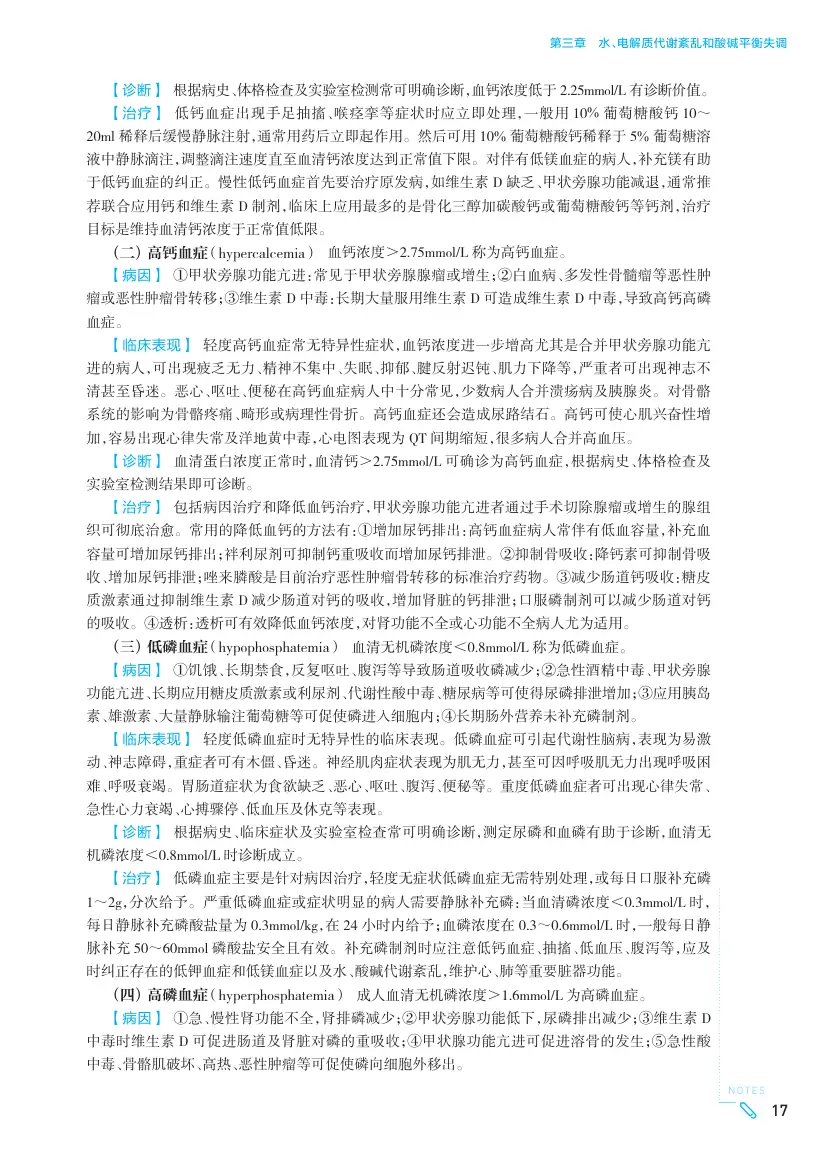 第三章 水、电解质代谢紊乱和酸碱平衡失调
【诊断】 根据病史、体格检查及实验室检测常可明确诊断,血钙浓度低于 2.25mmol/L 有诊断价值。
【治疗】 低钙血症出现手足抽搐、喉痉挛等症状时应立即处理,一般用 10% 葡萄糖酸钙 10～
20ml 稀释后缓慢静脉注射,通常用药后立即起作用。然后可用 10% 葡萄糖酸钙稀释于 5% 葡萄糖溶
液中静脉滴注,调整滴注速度直至血清钙浓度达到正常值下限。对伴有低镁血症的病人,补充镁有助
于低钙血症的纠正。慢性低钙血症首先要治疗原发病,如维生素 D 缺乏、甲状旁腺功能减退,通常推
荐联合应用钙和维生素 D 制剂,临床上应用最多的是骨化三醇加碳酸钙或葡萄糖酸钙等钙剂,治疗
目标是维持血清钙浓度于正常值低限。
（二）高钙血症（hypercalcemia） 血钙浓度＞2.75mmol/L 称为高钙血症。
【病因】 ①甲状旁腺功能亢进:常见于甲状旁腺腺瘤或增生;②白血病、多发性骨髓瘤等恶性肿
瘤或恶性肿瘤骨转移;③维生素 D 中毒:长期大量服用维生素 D 可造成维生素 D 中毒,导致高钙高磷
血症。
【临床表现】 轻度高钙血症常无特异性症状,血钙浓度进一步增高尤其是合并甲状旁腺功能亢
进的病人,可出现疲乏无力、精神不集中、失眠、抑郁、腱反射迟钝、肌力下降等,严重者可出现神志不
清甚至昏迷。恶心、呕吐、便秘在高钙血症病人中十分常见,少数病人合并溃疡病及胰腺炎。对骨骼
系统的影响为骨骼疼痛、畸形或病理性骨折。高钙血症还会造成尿路结石。高钙可使心肌兴奋性增
加,容易出现心律失常及洋地黄中毒,心电图表现为 QT 间期缩短,很多病人合并高血压。
【诊断】 血清蛋白浓度正常时,血清钙＞2.75mmol/L 可确诊为高钙血症,根据病史、体格检查及
实验室检测结果即可诊断。
【治疗】 包括病因治疗和降低血钙治疗,甲状旁腺功能亢进者通过手术切除腺瘤或增生的腺组
织可彻底治愈。常用的降低血钙的方法有:①增加尿钙排出:高钙血症病人常伴有低血容量,补充血
容量可增加尿钙排出;袢利尿剂可抑制钙重吸收而增加尿钙排泄。②抑制骨吸收:降钙素可抑制骨吸
收、增加尿钙排泄;唑来膦酸是目前治疗恶性肿瘤骨转移的标准治疗药物。③减少肠道钙吸收:糖皮
质激素通过抑制维生素 D 减少肠道对钙的吸收,增加肾脏的钙排泄;口服磷制剂可以减少肠道对钙
的吸收。④透析:透析可有效降低血钙浓度,对肾功能不全或心功能不全病人尤为适用。
（三）低磷血症（hypophosphatemia） 血清无机磷浓度＜0.8mmol/L 称为低磷血症。
【病因】 ①饥饿、长期禁食,反复呕吐、腹泻等导致肠道吸收磷减少;②急性酒精中毒、甲状旁腺
功能亢进、长期应用糖皮质激素或利尿剂、代谢性酸中毒、糖尿病等可使得尿磷排泄增加;③应用胰岛
素、雄激素、大量静脉输注葡萄糖等可促使磷进入细胞内;④长期肠外营养未补充磷制剂。
【临床表现】 轻度低磷血症时无特异性的临床表现。低磷血症可引起代谢性脑病,表现为易激
动、神志障碍,重症者可有木僵、昏迷。神经肌肉症状表现为肌无力,甚至可因呼吸肌无力出现呼吸困
难、呼吸衰竭。胃肠道症状为食欲缺乏、恶心、呕吐、腹泻、便秘等。重度低磷血症者可出现心律失常、
急性心力衰竭、心搏骤停、低血压及休克等表现。
【诊断】 根据病史、临床症状及实验室检查常可明确诊断,测定尿磷和血磷有助于诊断,血清无
机磷浓度＜0.8mmol/L 时诊断成立。
【治疗】 低磷血症主要是针对病因治疗,轻度无症状低磷血症无需特别处理,或每日口服补充磷
1～2g,分次给予。严重低磷血症或症状明显的病人需要静脉补充磷:当血清磷浓度＜0.3mmol/L 时,
每日静脉补充磷酸盐量为 0.3mmol/kg,在 24 小时内给予;血磷浓度在 0.3～0.6mmol/L 时,一般每日静
脉补充 50～60mmol 磷酸盐安全且有效。补充磷制剂时应注意低钙血症、抽搐、低血压、腹泻等,应及
时纠正存在的低钾血症和低镁血症以及水、酸碱代谢紊乱,维护心、肺等重要脏器功能。
（四）高磷血症（hyperphosphatemia） 成人血清无机磷浓度＞1.6mmol/L 为高磷血症。
【病因】 ①急、慢性肾功能不全,肾排磷减少;②甲状旁腺功能低下,尿磷排出减少;③维生素 D
中毒时维生素 D 可促进肠道及肾脏对磷的重吸收;④甲状腺功能亢进可促进溶骨的发生;⑤急性酸
中毒、骨骼肌破坏、高热、恶性肿瘤等可促使磷向细胞外移出。
NOTES
17